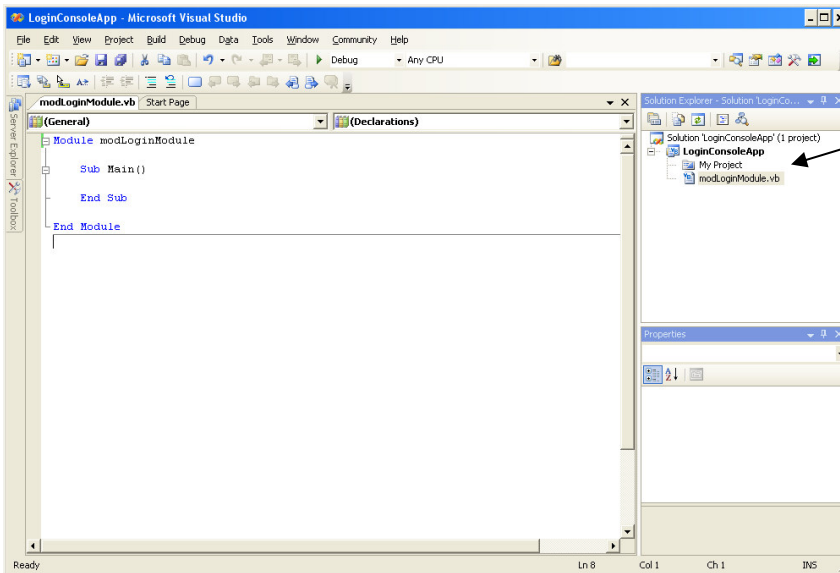 LoginConsoleApp - Microsoft Visual Studio
File Edit View Project Build Debug Data Tools Window Community Help
Debug Any CPU
modLoginModule.vb Start Page
(General) (Declarations)
Module modLoginModule
Sub Main()
End Sub
End Module
Server Explorer
Toolbox
Solution Explorer - Solution 'LoginCo...
Solution 'LoginConsoleApp' (1 project)
LoginConsoleApp
My Project
modLoginModule.vb
Properties
Ready Ln 8 Col 1 Ch 1 INS